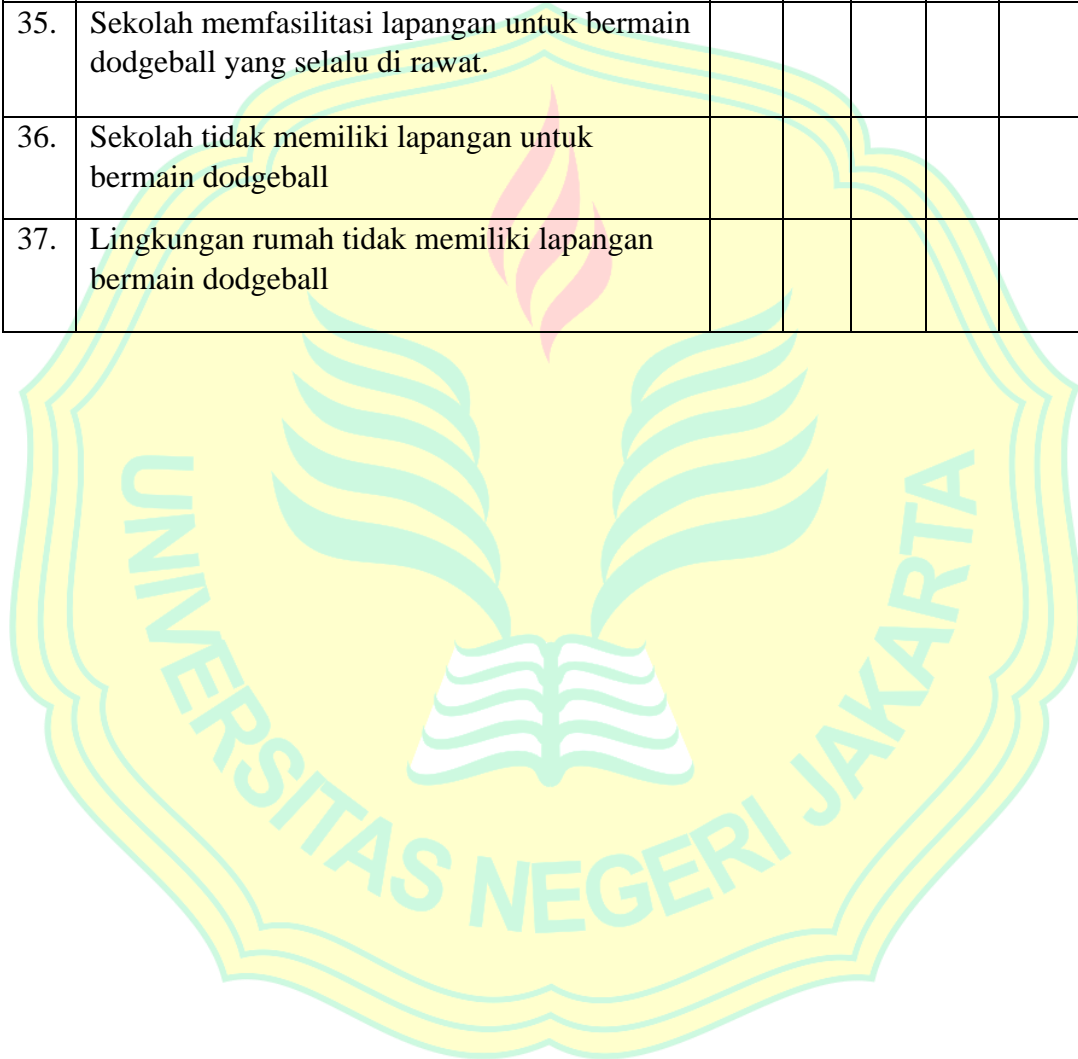 35. Sekolah memfasilitasi lapangan untuk bermain
dodgeball yang selalu di rawat.
36. Sekolah tidak memiliki lapangan untuk
bermain dodgeball
37. Lingkungan rumah tidak memiliki lapangan
bermain dodgeball
UNIVERSITAS NEGERI JAKARTA